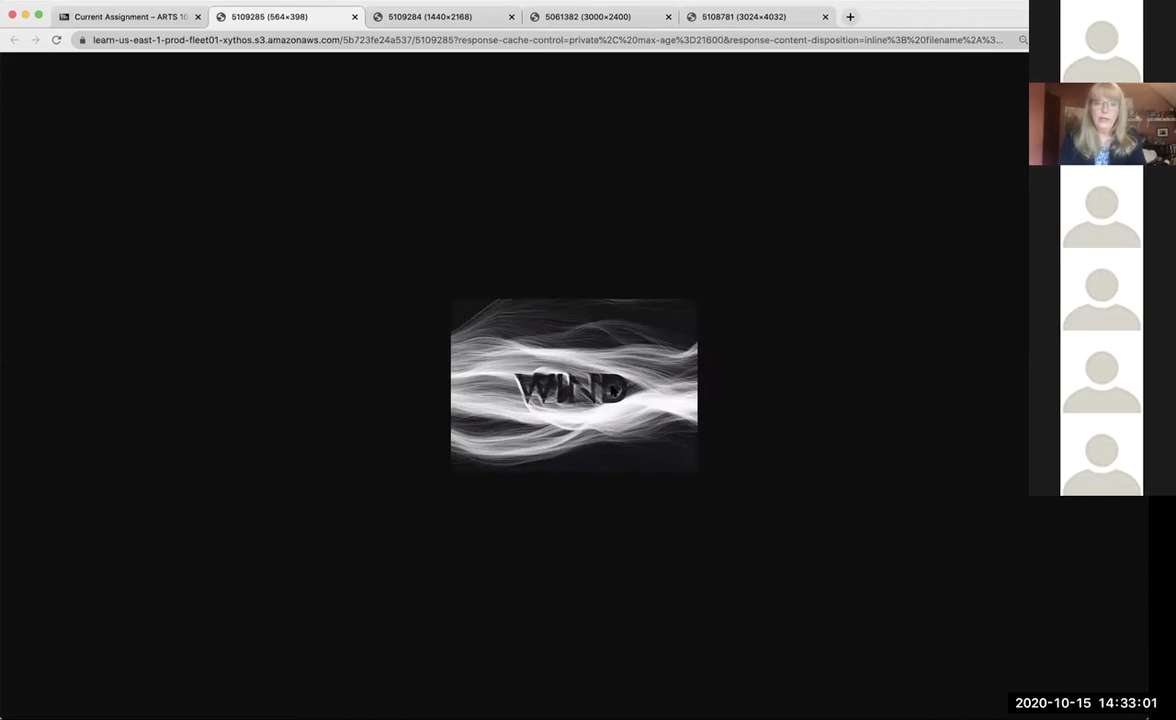 Current Assignment – ARTS 10
5109285 (564×398)
5109284 (1440×2168)
5061382 (3000×2400)
5108781 (3024×4032)
learn-us-east-1-prod-fleet01-xythos.s3.amazonaws.com/5b723fe24a537/5109285?response-cache-control=private%2C%20max-age%3D21600&response-content-disposition=inline%3B%20filename%2A%3...
WIND
2020-10-15 14:33:01